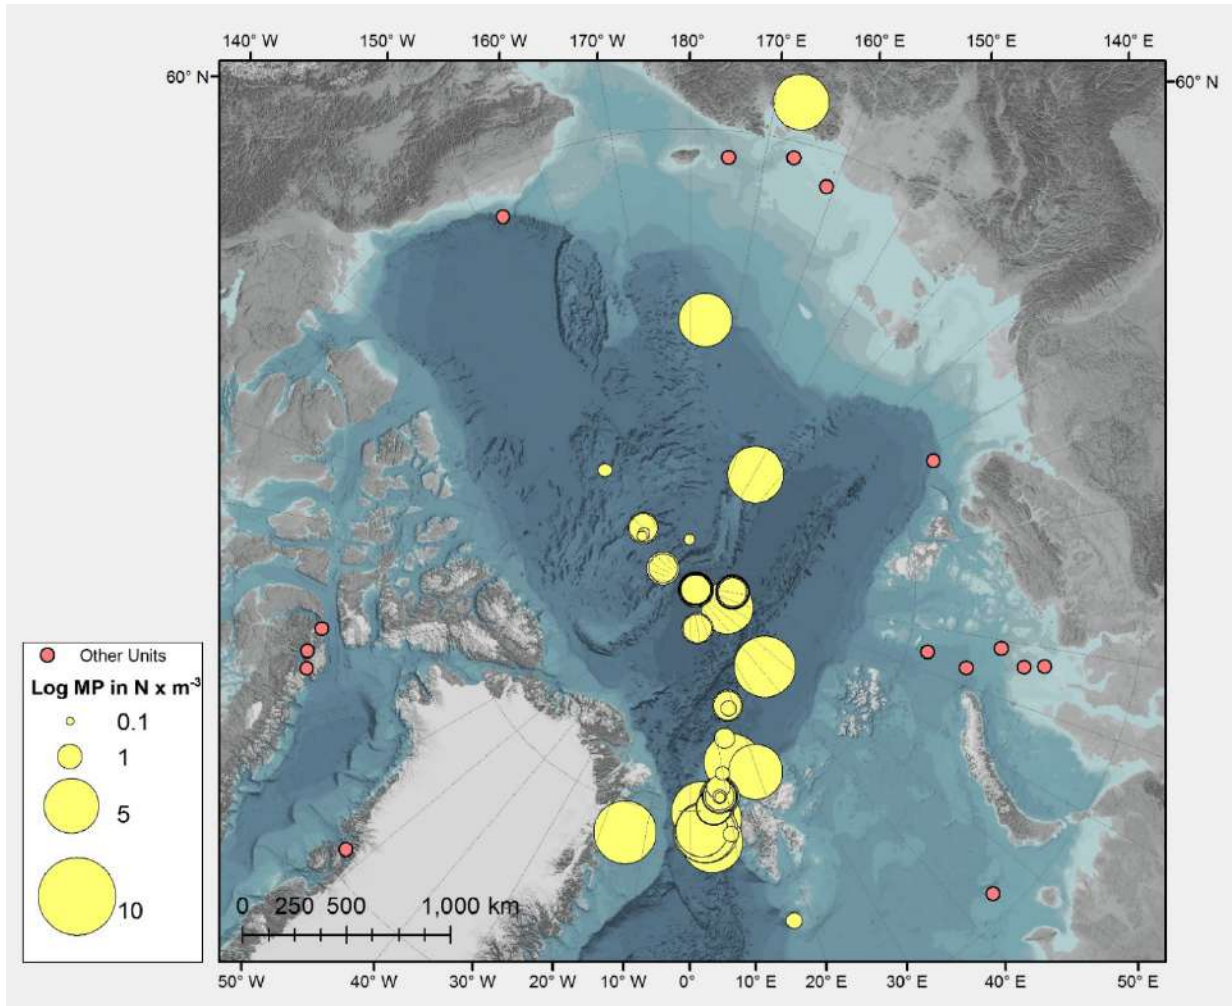 140° W 150° W 160° W 170° W 180° 170° E 160° E 150° E 140° E
60° N 60° N
Other Units
Log MP in N x m⁻³
0.1
1
5
10
0 250 500 1,000 km
50° W 40° W 30° W 20° W 10° W 0° 10° E 20° E 30° E 40° E 50° E